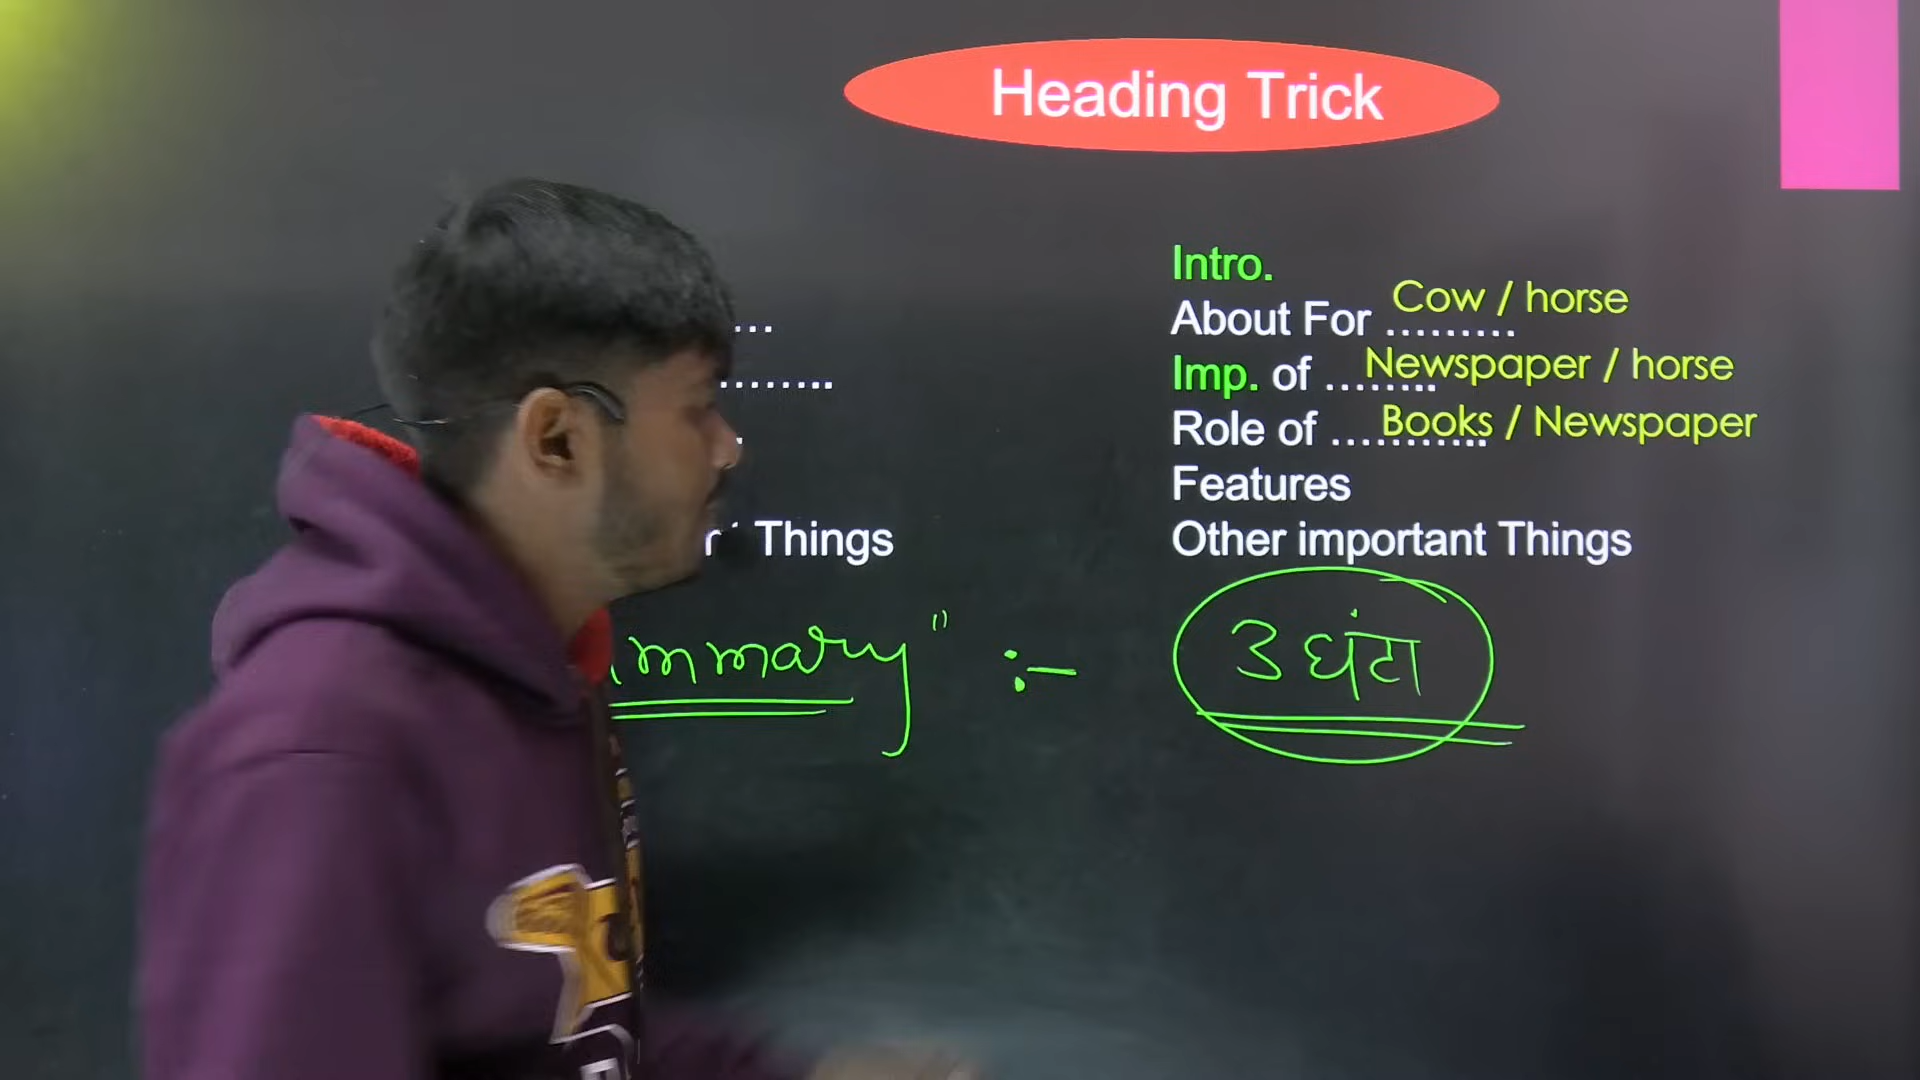 Heading Trick
Intro.
Cow / horse
About For .........
Newspaper / horse
Imp. of ........
Books / Newspaper
Role of ...........
Features
Things
Other important Things
:-
3 घंटा